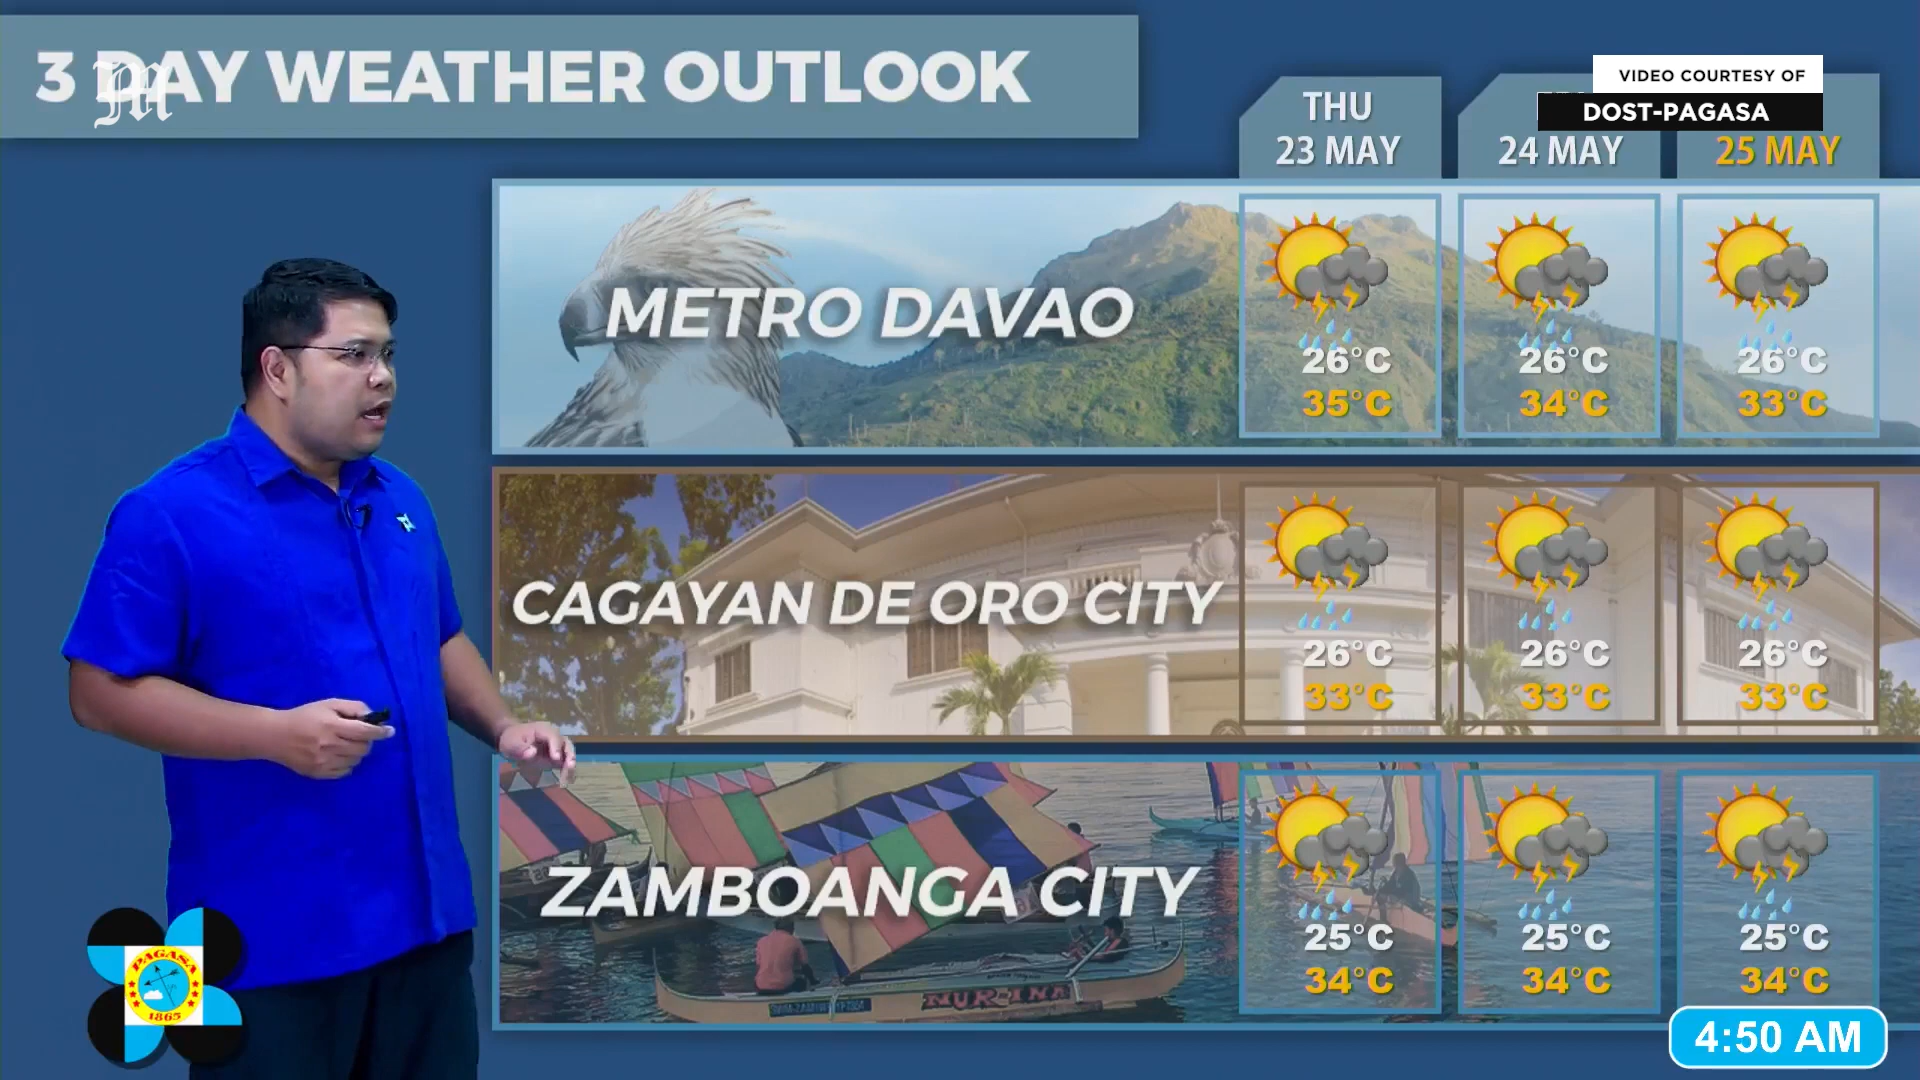 3 DAY WEATHER OUTLOOK
M
VIDEO COURTESY OF
DOST-PAGASA
THU
23 MAY
24 MAY
25 MAY
METRO DAVAO
26°C
35°C
26°C
34°C
26°C
33°C
CAGAYAN DE ORO CITY
26°C
33°C
26°C
33°C
26°C
33°C
ZAMBOANGA CITY
25°C
34°C
25°C
34°C
25°C
34°C
NUR-INA
PAGASA
1865
4:50 AM